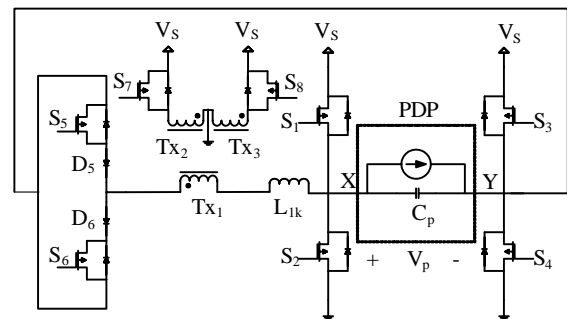 V_S V_S V_S V_S
S_7 S_8
S_5 S_1 PDP S_3
Tx_2 Tx_3
D_5
X Y
D_6 Tx_1 L_1k C_p
S_6 S_2 + V_p - S_4